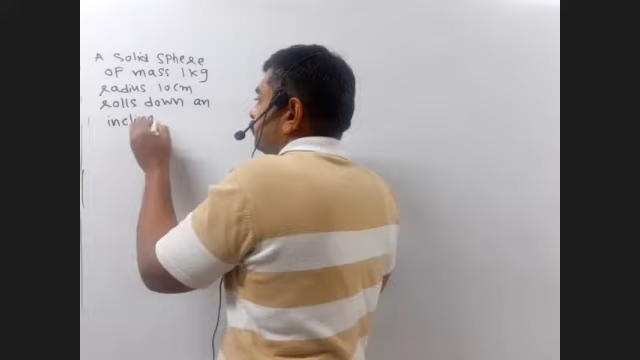 A Solid Sphere
of mass 1kg
radius 10cm
rolls down an